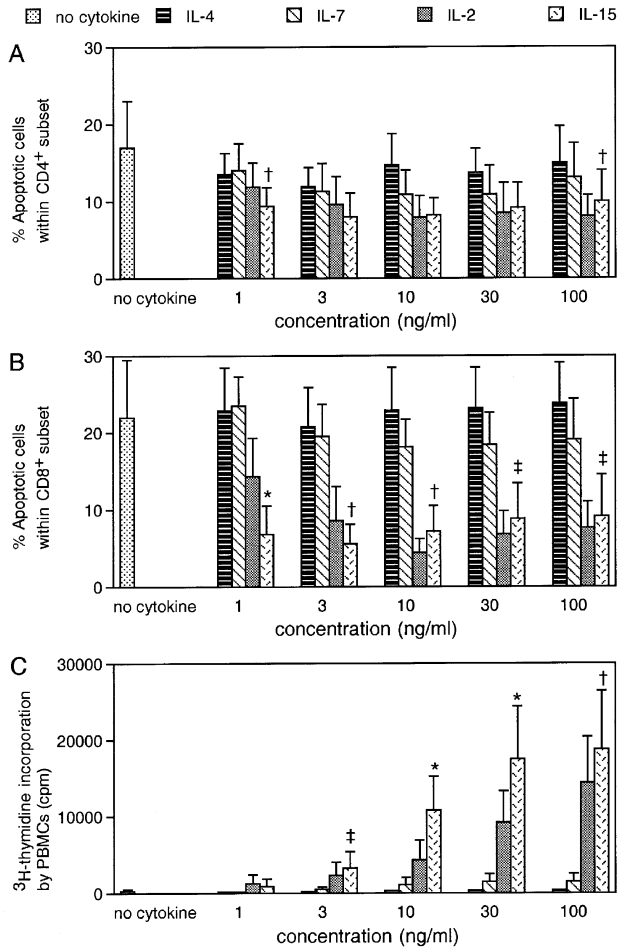 no cytokine IL-4 IL-7 IL-2 IL-15
A
% Apoptotic cells
within CD4+ subset
30
20
10
0
†
†
no cytokine 1 3 10 30 100
concentration (ng/ml)
B
% Apoptotic cells
within CD8+ subset
30
20
10
0
*
†
†
‡
‡
no cytokine 1 3 10 30 100
concentration (ng/ml)
C
3H-thymidine incorporation
by PBMCs (cpm)
30000
20000
10000
0
‡
*
*
†
no cytokine 1 3 10 30 100
concentration (ng/ml)